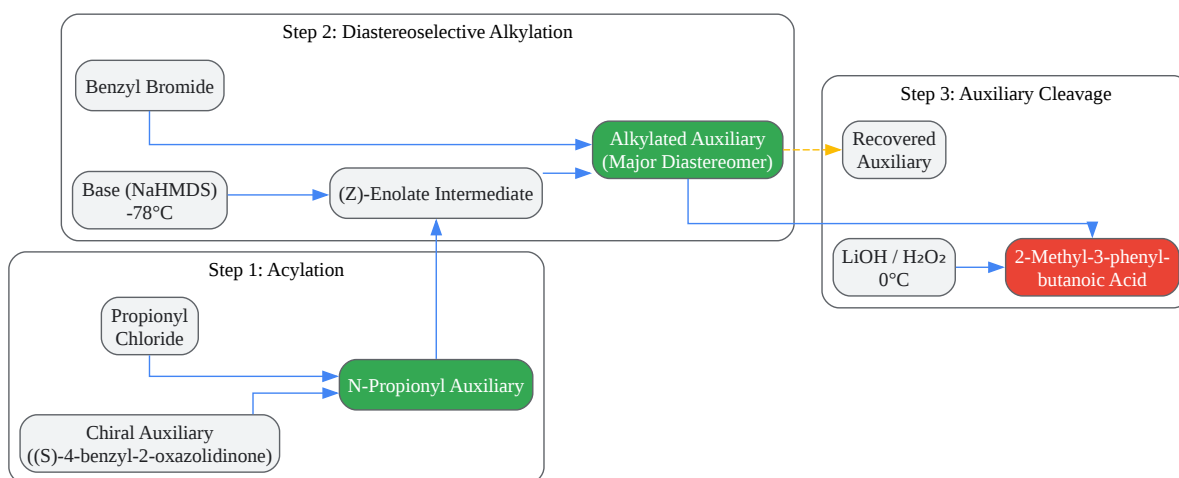 Step 2: Diastereoselective Alkylation
Benzyl Bromide
Base (NaHMDS)
-78°C
(Z)-Enolate Intermediate
Alkylated Auxiliary
(Major Diastereomer)
Step 3: Auxiliary Cleavage
Recovered
Auxiliary
LiOH / H₂O₂
0°C
2-Methyl-3-phenyl-
butanoic Acid
Step 1: Acylation
Propionyl
Chloride
N-Propionyl Auxiliary
Chiral Auxiliary
((S)-4-benzyl-2-oxazolidinone)